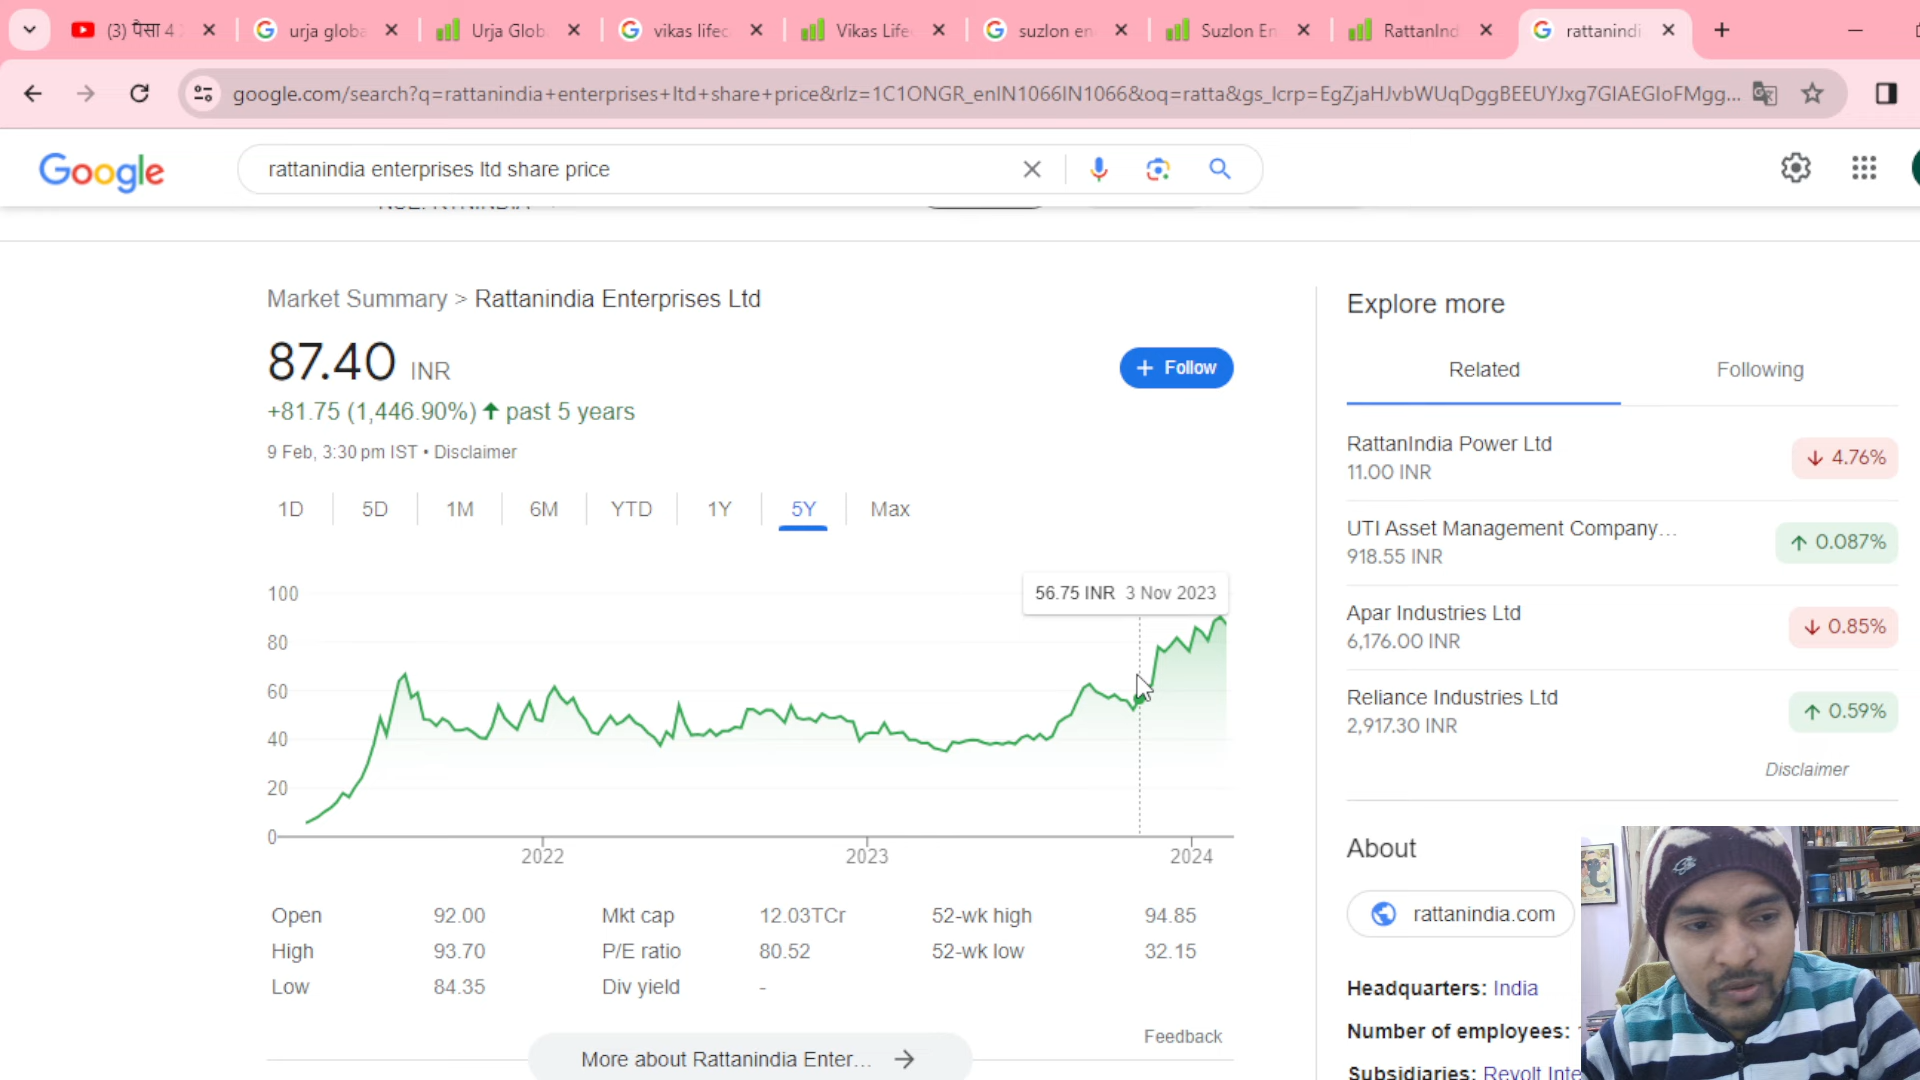 (3) पैसा 4
urja globa
Urja Glob
vikas lifec
Vikas Life
suzlon en
Suzlon En
RattanInd
rattanindi
google.com/search?q=rattanindia+enterprises+ltd+share+price&rlz=1C1ONGR_enIN1066IN1066&oq=ratta&gs_lcrp=EgZjaHJvbWUqDggBEEUYJxg7GIAEGIoFMgg...
Google
rattanindia enterprises ltd share price
Market Summary > Rattanindia Enterprises Ltd
87.40 INR
+ Follow
+81.75 (1,446.90%) ↑ past 5 years
9 Feb, 3:30 pm IST • Disclaimer
1D 5D 1M 6M YTD 1Y 5Y Max
56.75 INR 3 Nov 2023
100
80
60
40
20
0
2022 2023 2024
Open 92.00 Mkt cap 12.03TCr 52-wk high 94.85
High 93.70 P/E ratio 80.52 52-wk low 32.15
Low 84.35 Div yield -
Feedback
More about Rattanindia Enter... →
Explore more
Related Following
RattanIndia Power Ltd
11.00 INR
↓ 4.76%
UTI Asset Management Company...
918.55 INR
↑ 0.087%
Apar Industries Ltd
6,176.00 INR
↓ 0.85%
Reliance Industries Ltd
2,917.30 INR
↑ 0.59%
Disclaimer
About
rattanindia.com
Headquarters: India
Number of employees:
Subsidiaries: Revolt Inte